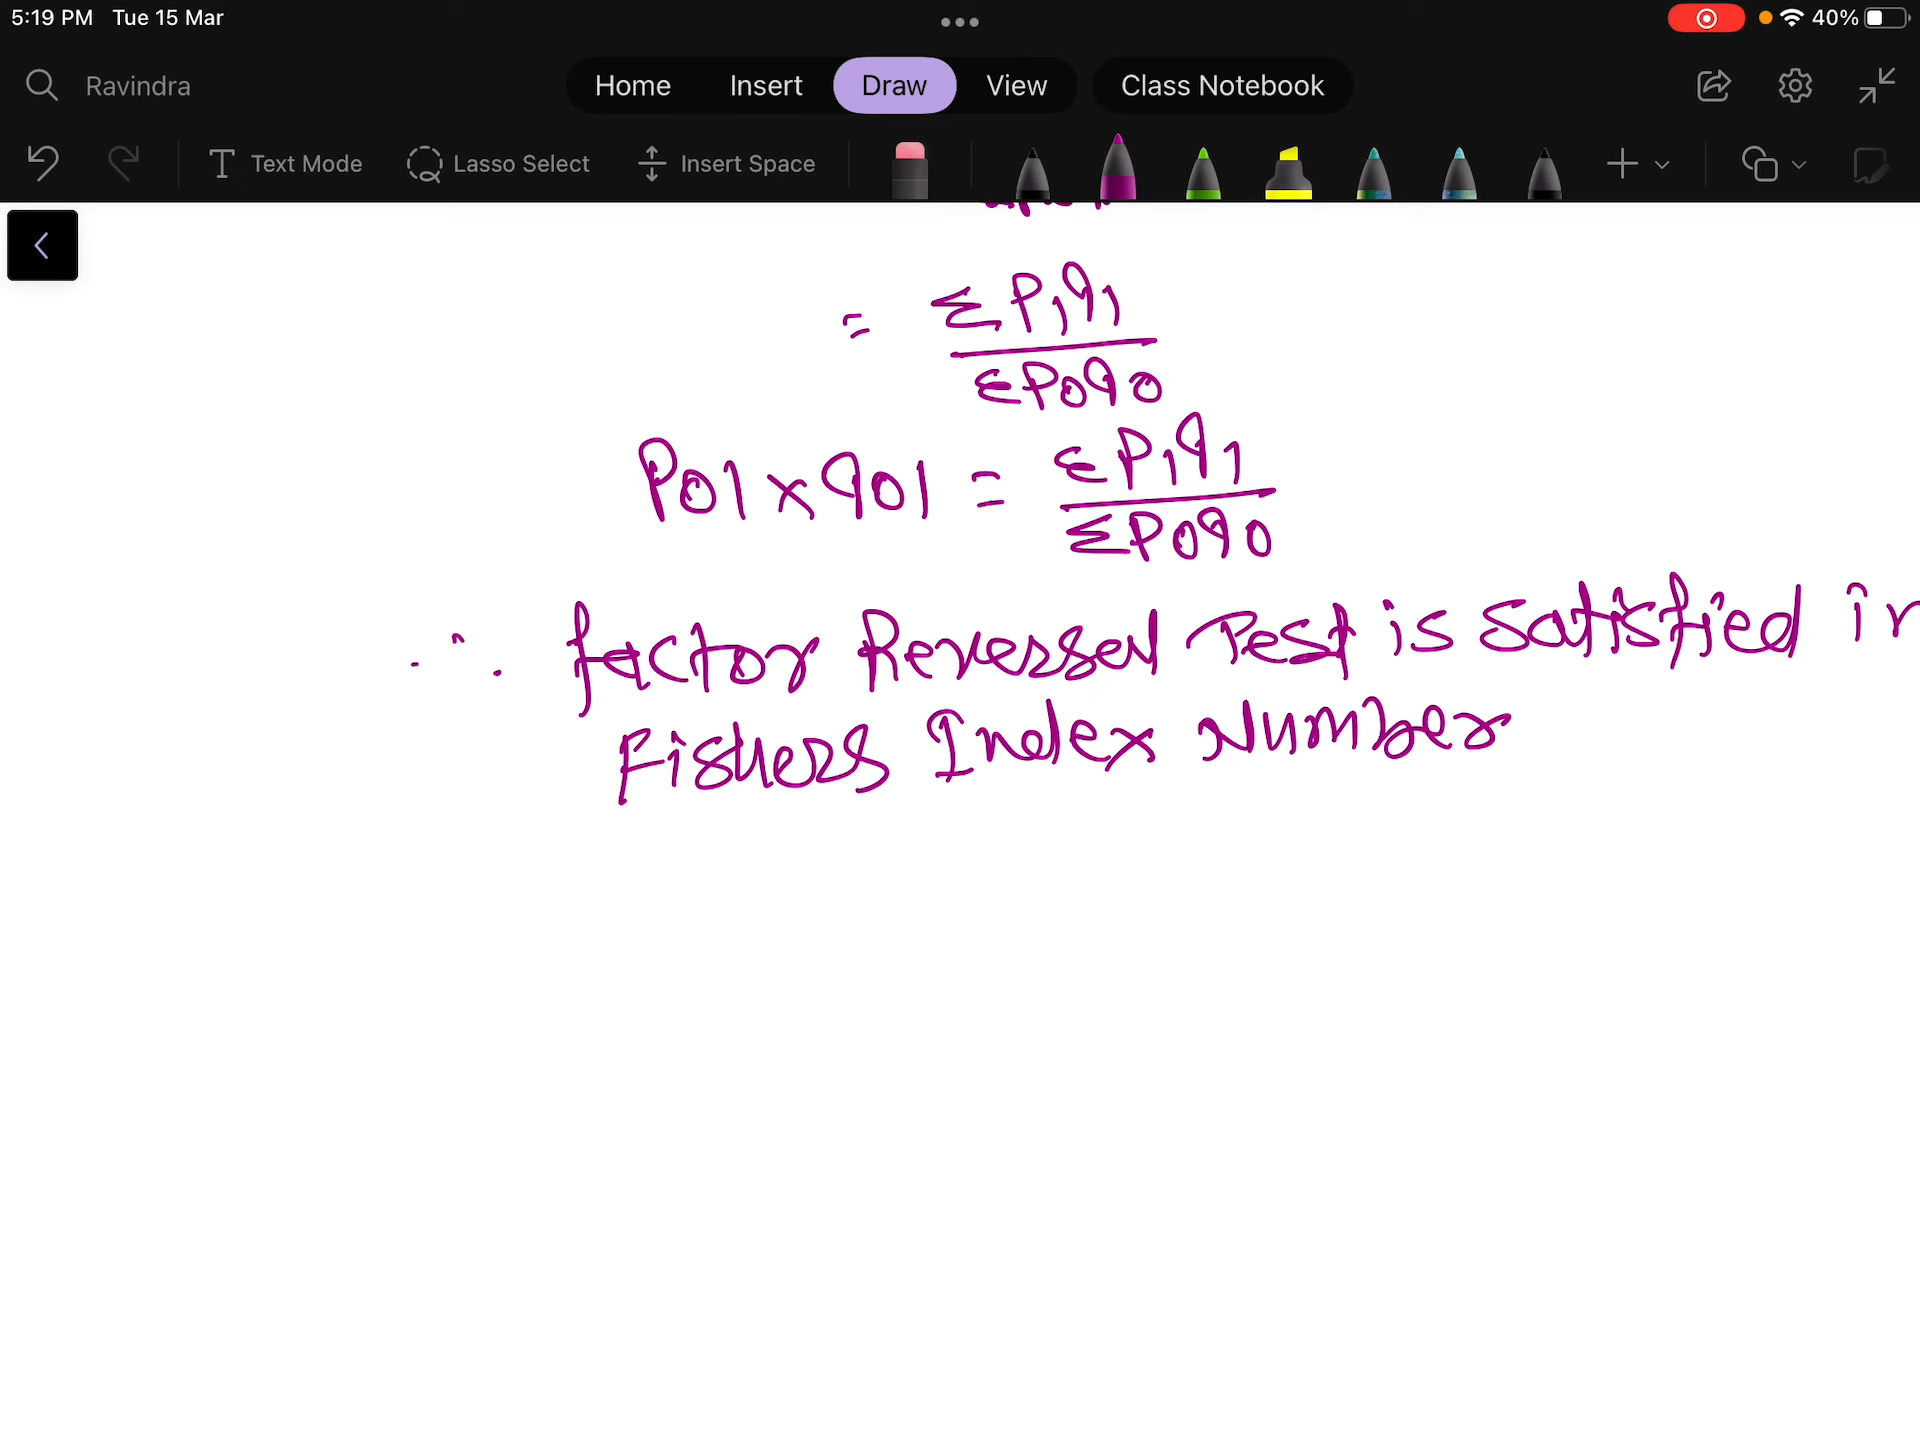 5:19 PM Tue 15 Mar
40%
Ravindra
Home Insert Draw View Class Notebook
Text Mode Lasso Select Insert Space
= Σ P₁q₁
ΣP0q0
P01 x q01 = ΣP₁q₁
ΣP0q0
∴ factor Reversal Test is satisfied in
Fishers Index Number